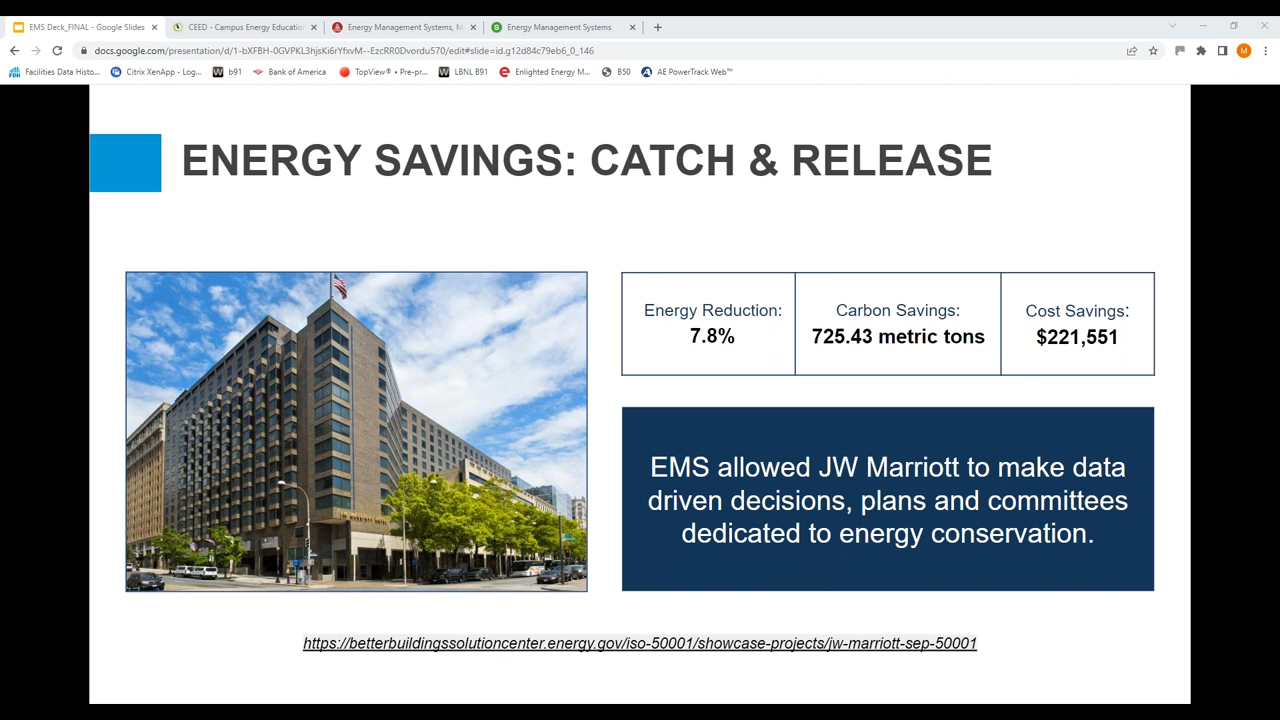 EMS Deck_FINAL - Google Slides
CEED - Campus Energy Education
Energy Management Systems, M
Energy Management Systems
docs.google.com/presentation/d/1-bXFBH-0GVPKL3hjsKi6rYfxvM--EzcRR0Dvordu570/edit#slide=id.g12d84c79eb6_0_146
M
Facilities Data Histo...
Citrix XenApp - Log...
b91
Bank of America
TopView® • Pre-pr...
LBNL B91
Enlighted Energy M...
B50
AE PowerTrack Web™
ENERGY SAVINGS: CATCH & RELEASE
Energy Reduction:
7.8%
Carbon Savings:
725.43 metric tons
Cost Savings:
$221,551
EMS allowed JW Marriott to make data
driven decisions, plans and committees
dedicated to energy conservation.
https://betterbuildingssolutioncenter.energy.gov/iso-50001/showcase-projects/jw-marriott-sep-50001